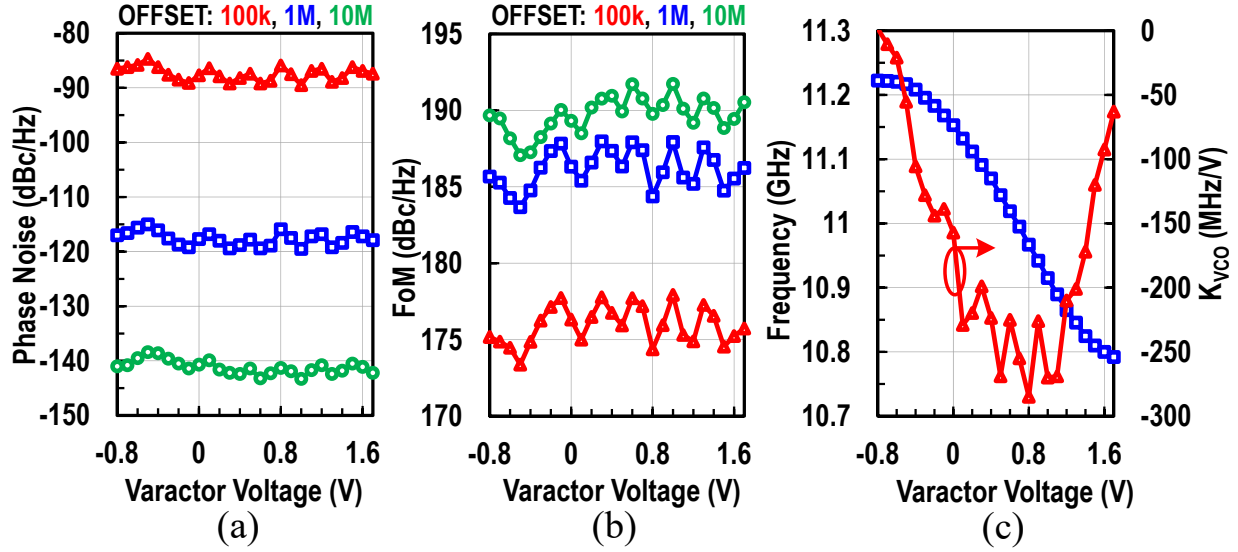 OFFSET: 100k, 1M, 10M
Phase Noise (dBc/Hz)
-80
-90
-100
-110
-120
-130
-140
-150
-0.8 0 0.8 1.6
Varactor Voltage (V)
(a)
OFFSET: 100k, 1M, 10M
FoM (dBc/Hz)
195
190
185
180
175
170
-0.8 0 0.8 1.6
Varactor Voltage (V)
(b)
Frequency (GHz)
11.3
11.2
11.1
11
10.9
10.8
10.7
0
-50
-100
-150
-200
-250
-300
KVCO (MHz/V)
-0.8 0 0.8 1.6
Varactor Voltage (V)
(c)